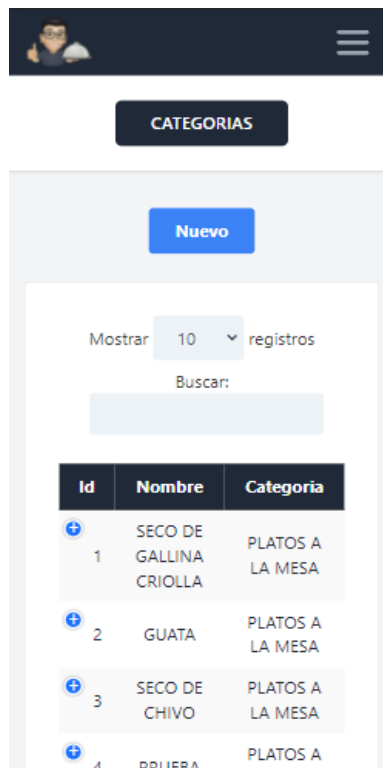 CATEGORIAS
Nuevo
Mostrar 10 registros
Buscar:
Id Nombre Categoria
1 SECO DE GALLINA CRIOLLA PLATOS A LA MESA
2 GUATA PLATOS A LA MESA
3 SECO DE CHIVO PLATOS A LA MESA
4 PRUEBA PLATOS A